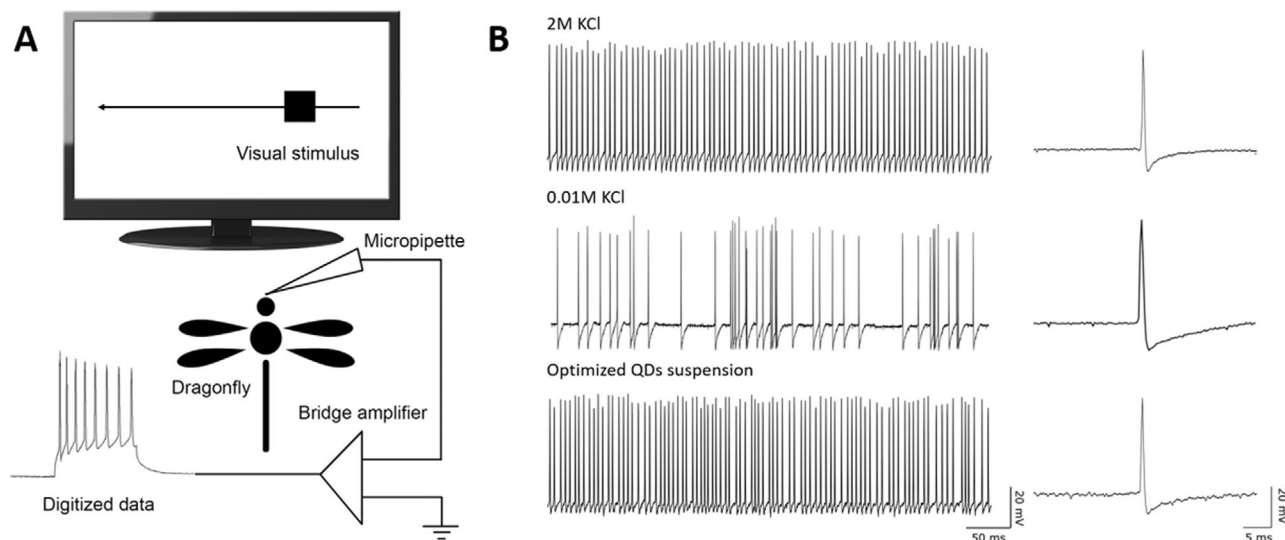 A
Visual stimulus
Micropipette
Dragonfly
Bridge amplifier
Digitized data
B
2M KCl
0.01M KCl
Optimized QDs suspension
20 mV
50 ms
20 mV
5 ms